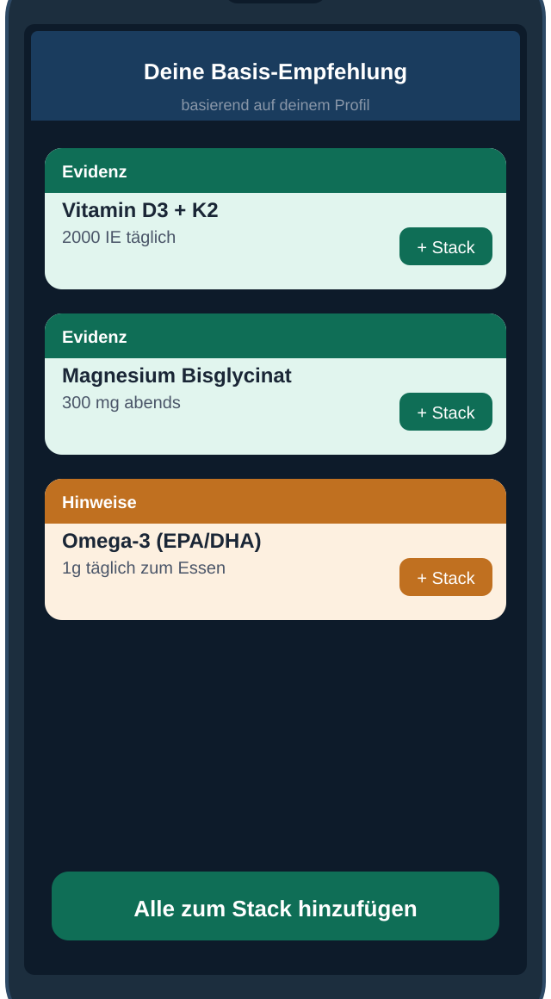 Deine Basis-Empfehlung
basierend auf deinem Profil
Evidenz
Vitamin D3 + K2
2000 IE täglich
+ Stack
Evidenz
Magnesium Bisglycinat
300 mg abends
+ Stack
Hinweise
Omega-3 (EPA/DHA)
1g täglich zum Essen
+ Stack
Alle zum Stack hinzufügen